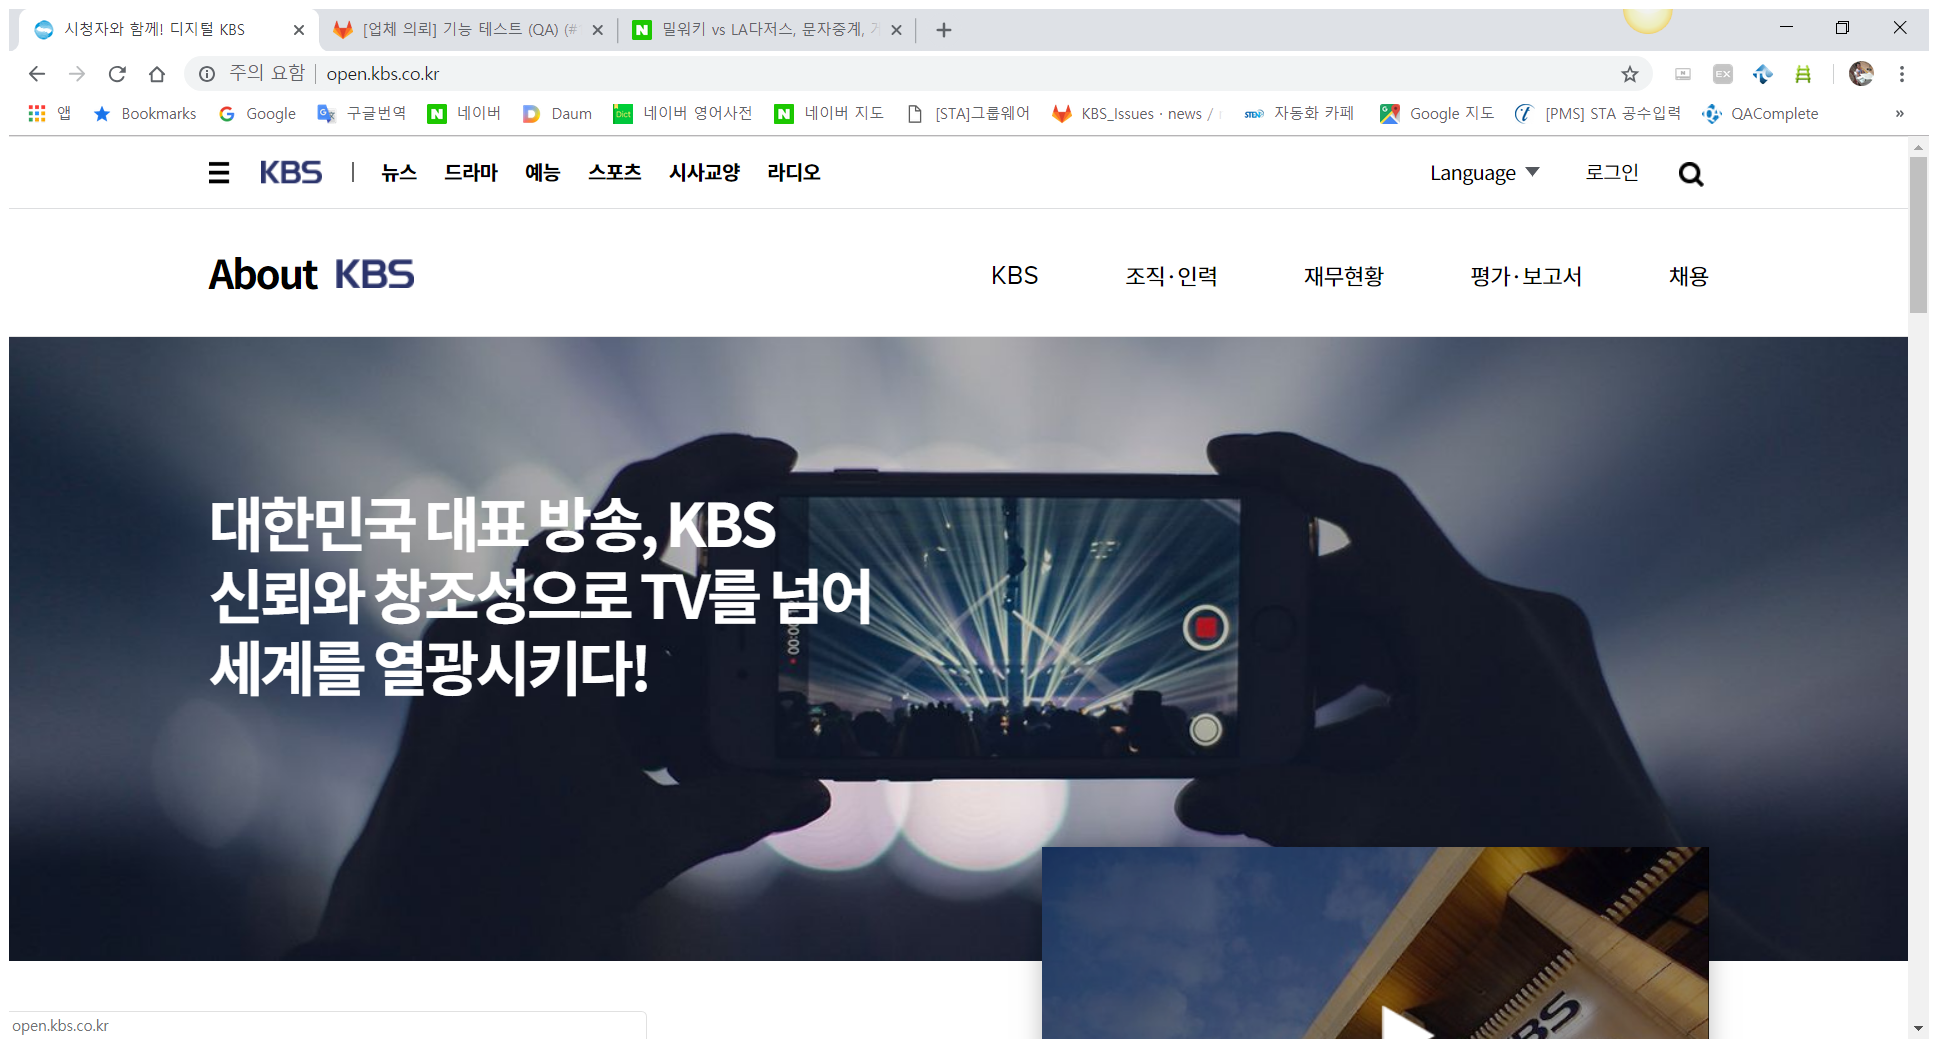 시청자와 함께! 디지털 KBS
[업체 의뢰] 기능 테스트 (QA) (#
밀워키 vs LA다저스, 문자중계,
주의 요함 open.kbs.co.kr
앱 Bookmarks Google 구글번역 네이버 Daum 네이버 영어사전 네이버 지도 [STA]그룹웨어 KBS_Issues · news / 자동화 카페 Google 지도 [PMS] STA 공수입력 QAComplete »
KBS 뉴스 드라마 예능 스포츠 시사교양 라디오 Language 로그인
About KBS KBS 조직·인력 재무현황 평가·보고서 채용
대한민국 대표 방송, KBS
신뢰와 창조성으로 TV를 넘어
세계를 열광시키다!
KBS
open.kbs.co.kr